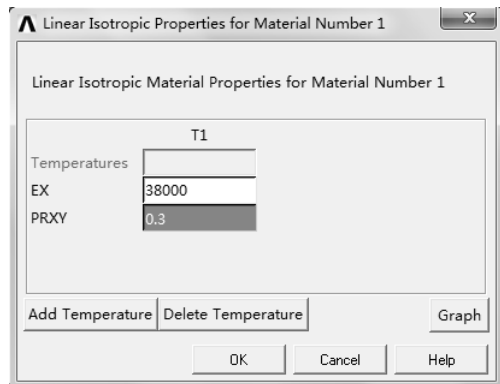 Linear Isotropic Properties for Material Number 1
Linear Isotropic Material Properties for Material Number 1
T1
Temperatures
EX 38000
PRXY 0.3
Add Temperature Delete Temperature Graph
OK Cancel Help